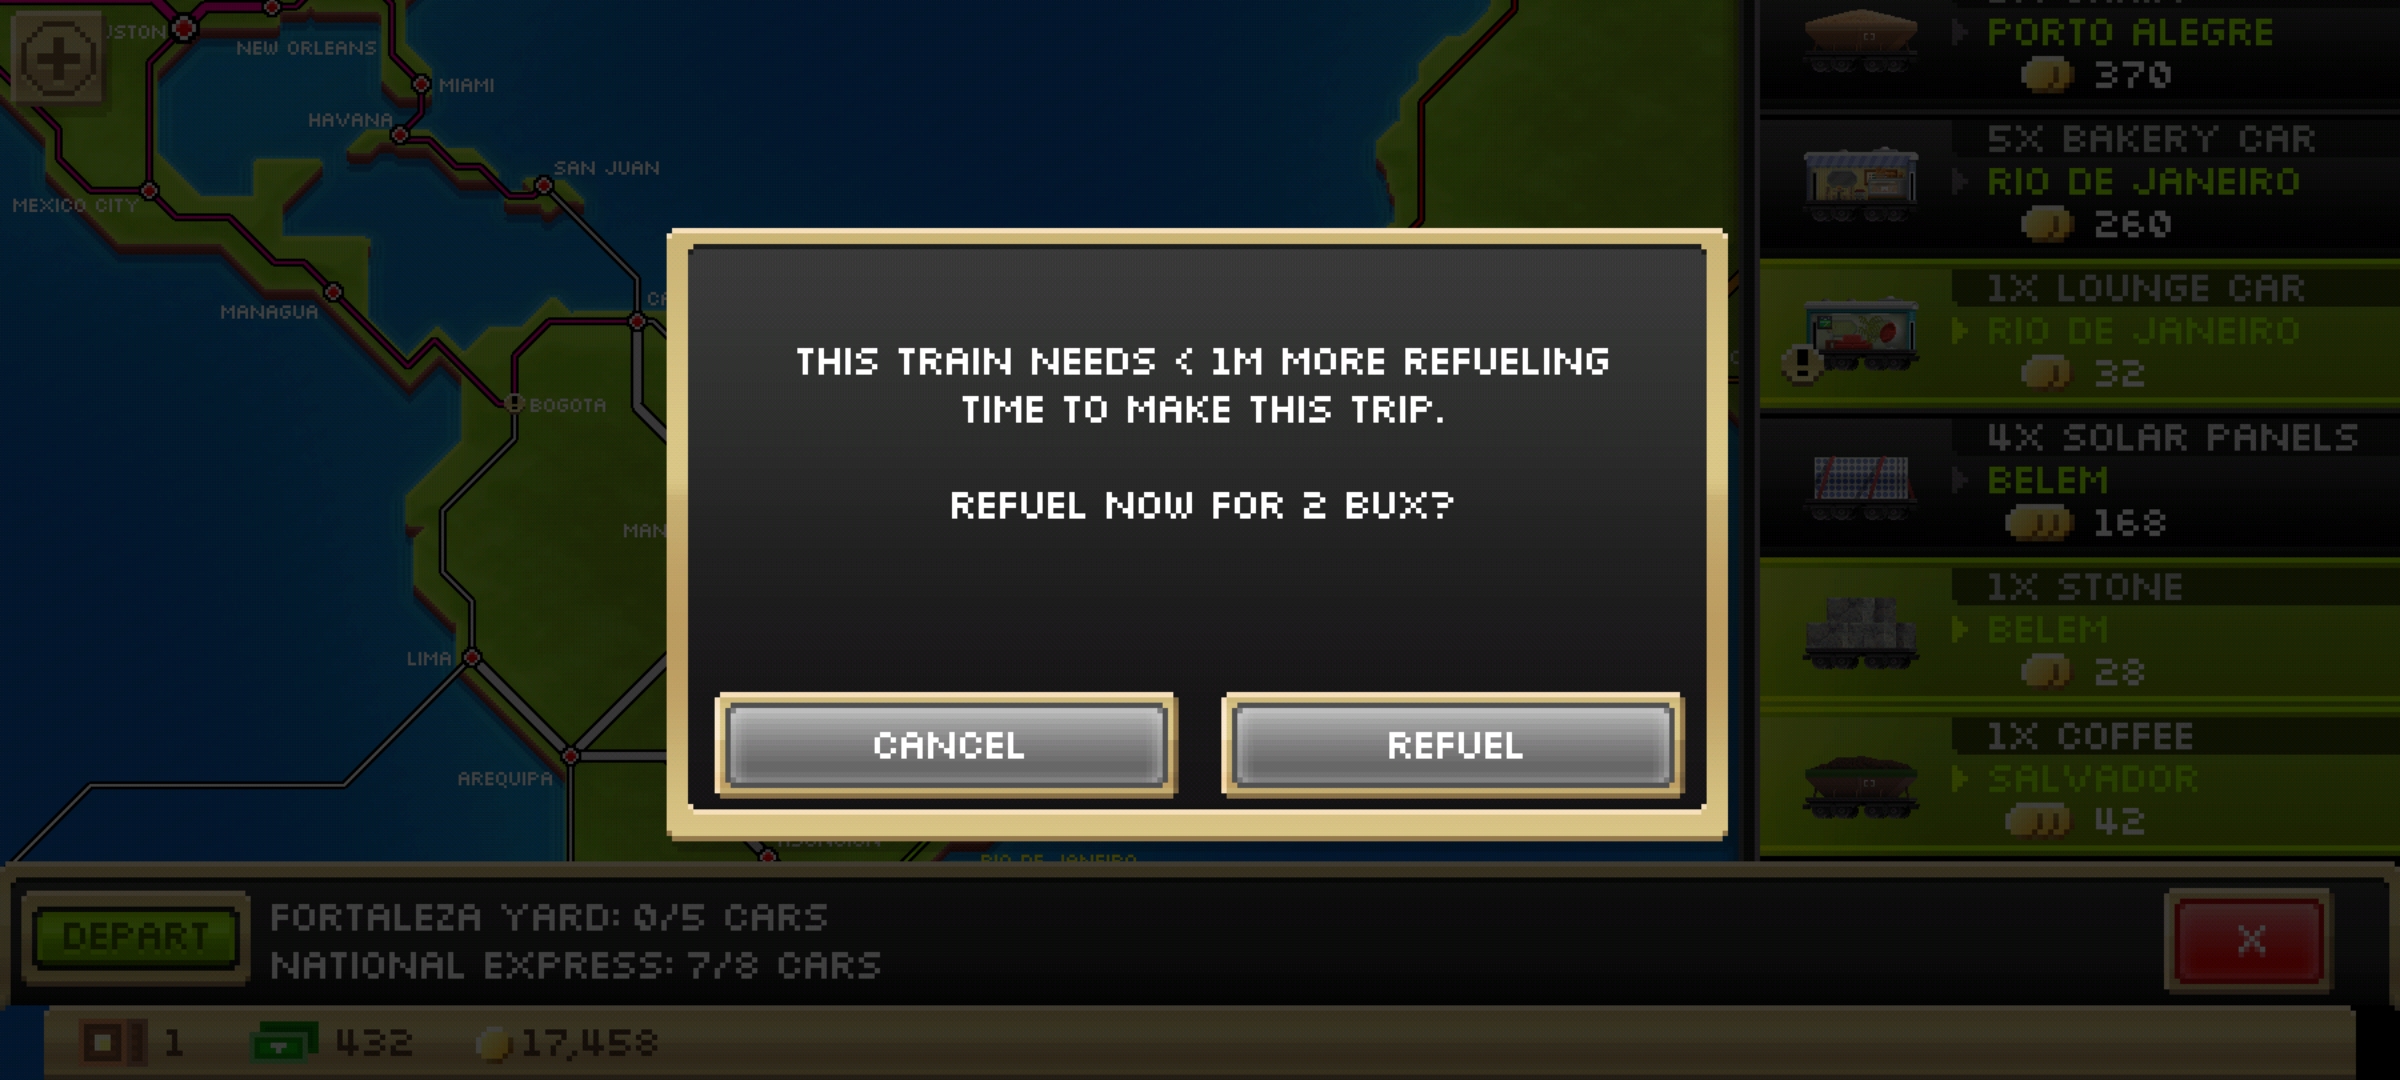 NEW ORLEANS
MIAMI
HAVANA
SAN JUAN
MEXICO CITY
MANAGUA
BOGOTA
LIMA
AREQUIPA
RIO DE JANEIRO
THIS TRAIN NEEDS < 1M MORE REFUELING
TIME TO MAKE THIS TRIP.
REFUEL NOW FOR 2 BUX?
CANCEL
REFUEL
PORTO ALEGRE
370
5X BAKERY CAR
RIO DE JANEIRO
260
1X LOUNGE CAR
RIO DE JANEIRO
32
4X SOLAR PANELS
BELEM
168
1X STONE
BELEM
28
1X COFFEE
SALVADOR
42
DEPART
FORTALEZA YARD: 0/5 CARS
NATIONAL EXPRESS: 7/8 CARS
X
1
432
17,458